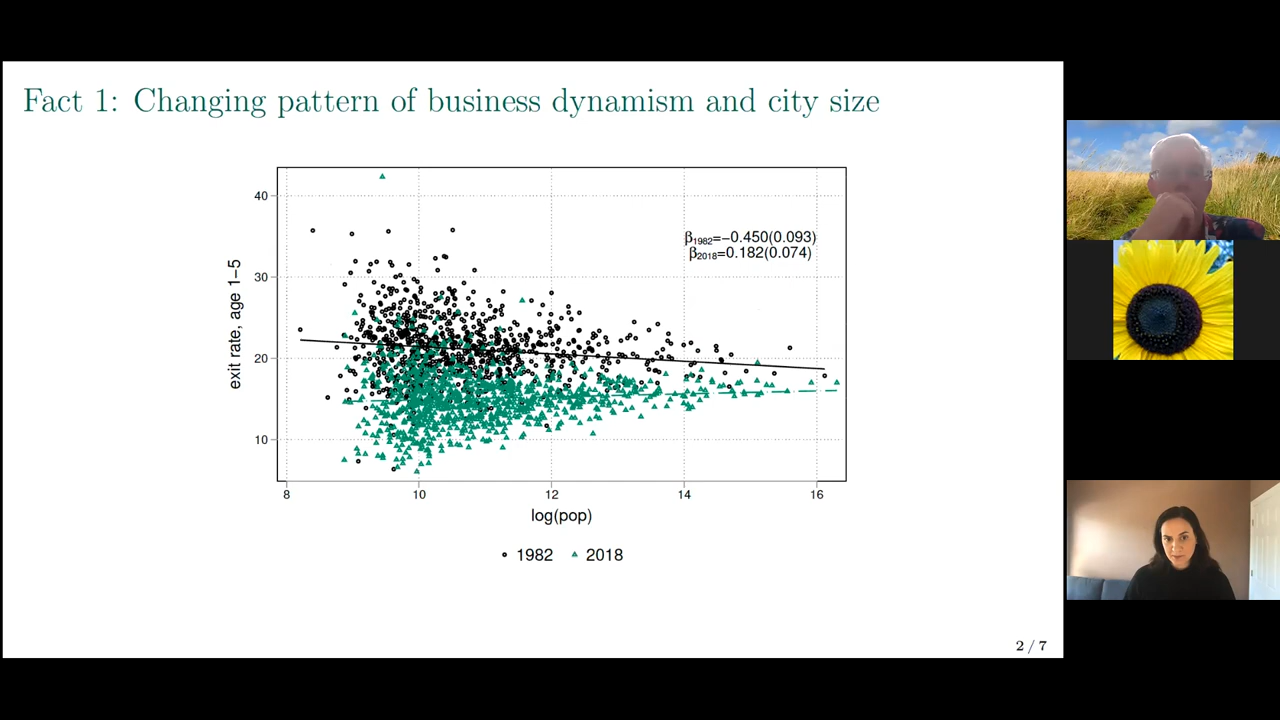 Fact 1: Changing pattern of business dynamism and city size
40
30
20
10
exit rate, age 1−5
β1982=−0.450(0.093)
β2018=0.182(0.074)
8 10 12 14 16
log(pop)
1982 2018
2 / 7